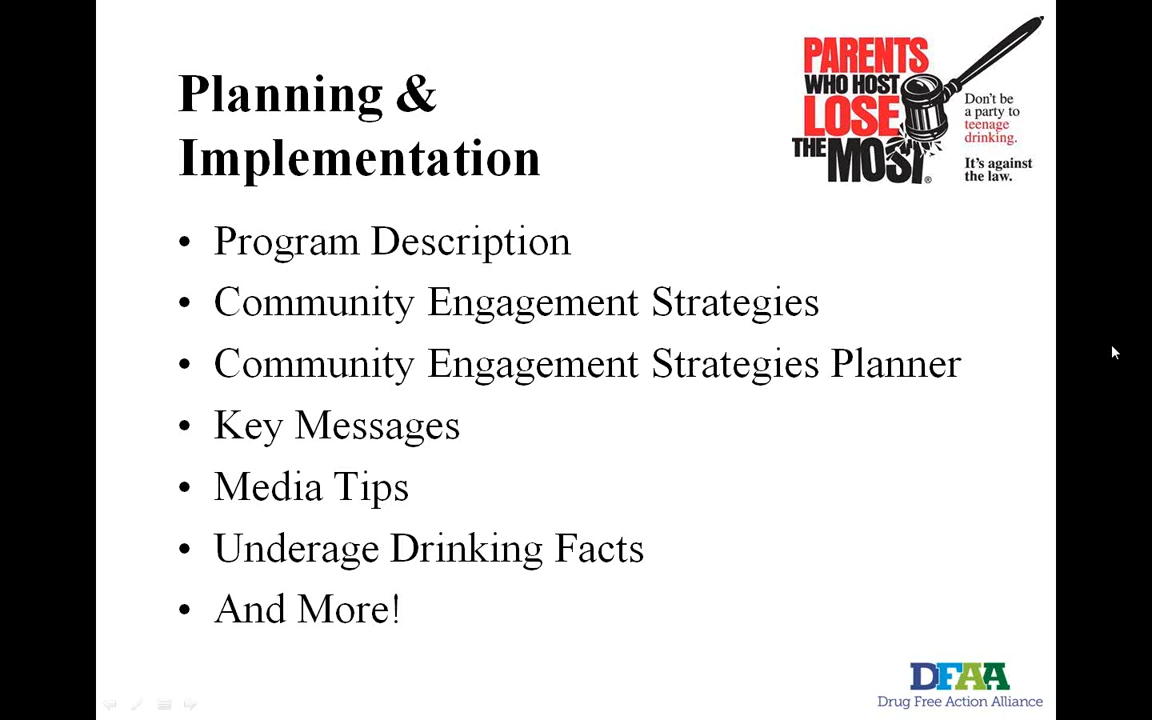 Planning &
Implementation
PARENTS
WHO HOST
LOSE
THE MOST®
Don't be
a party to
teenage
drinking.
It's against
the law.
• Program Description
• Community Engagement Strategies
• Community Engagement Strategies Planner
• Key Messages
• Media Tips
• Underage Drinking Facts
• And More!
DFAA
Drug Free Action Alliance